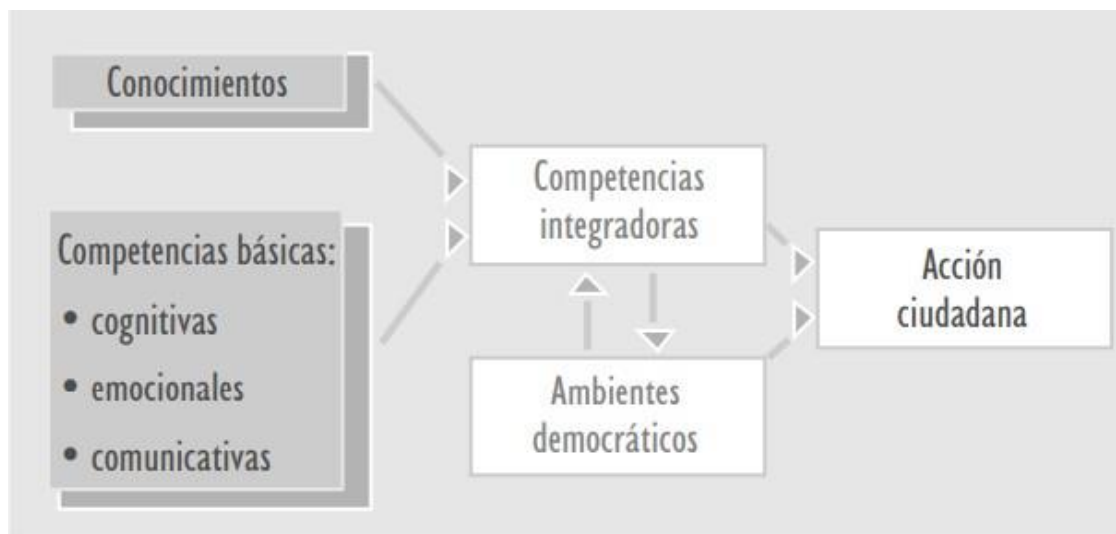 Conocimientos
Competencias básicas:
• cognitivas
• emocionales
• comunicativas
Competencias
integradoras
Ambientes
democráticos
Acción
ciudadana